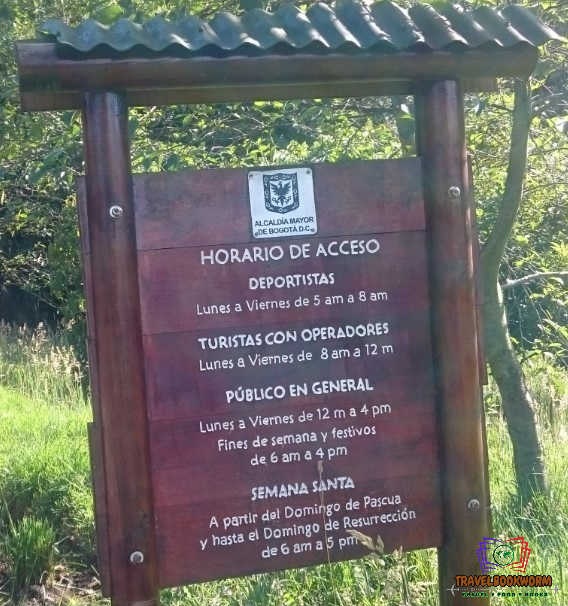 ALCALDÍA MAYOR
DE BOGOTÁ D.C.
HORARIO DE ACCESO
DEPORTISTAS
Lunes a Viernes de 5 am a 8 am
TURISTAS CON OPERADORES
Lunes a Viernes de 8 am a 12 m
PÚBLICO EN GENERAL
Lunes a Viernes de 12 m a 4 pm
Fines de semana y festivos
de 6 am a 4 pm
SEMANA SANTA
A partir del Domingo de Pascua
y hasta el Domingo de Resurrección
de 6 am a 5 pm
TRAVELBOOKWORM
TRAVEL • FOOD • BOOKS